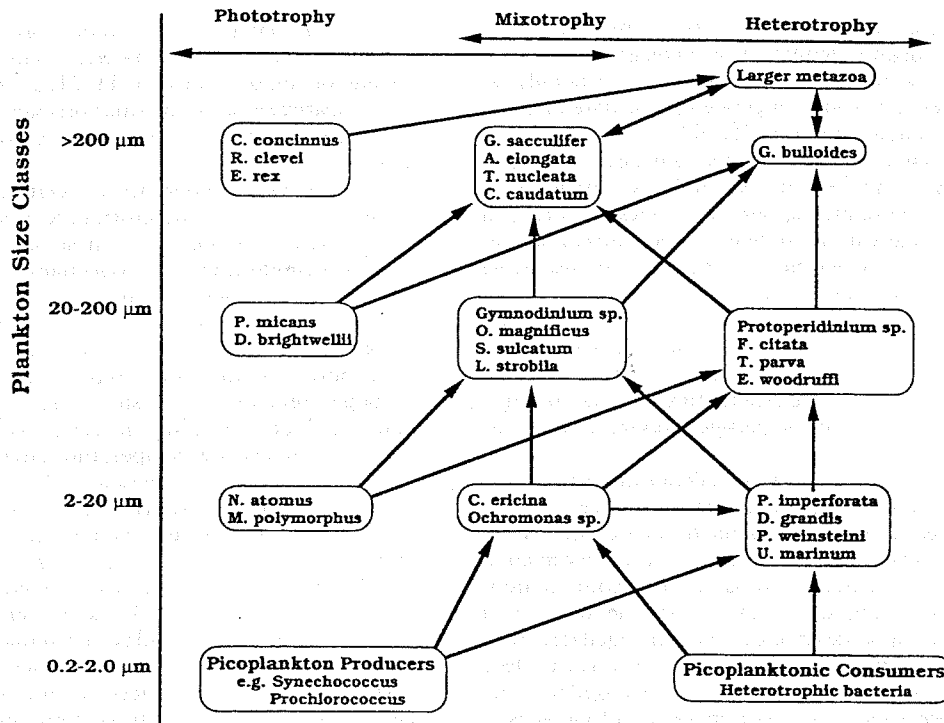 Phototrophy
Mixotrophy
Heterotrophy
Plankton Size Classes
Larger metazoa
>200 µm
C. concinnus
R. clevel
E. rex
G. sacculifer
A. elongata
T. nucleata
C. caudatum
G. bulloides
20-200 µm
P. micans
D. brightwellii
Gymnodinium sp.
O. magnificus
S. sulcatum
L. strobila
Protoperidinium sp.
F. citata
T. parva
E. woodruffi
2-20 µm
N. atomus
M. polymorphus
C. ericina
Ochromonas sp.
P. imperforata
D. grandis
P. weinsteini
U. marinum
0.2-2.0 µm
Picoplankton Producers
e.g. Synechococcus
Prochlorococcus
Picoplanktonic Consumers
Heterotrophic bacteria